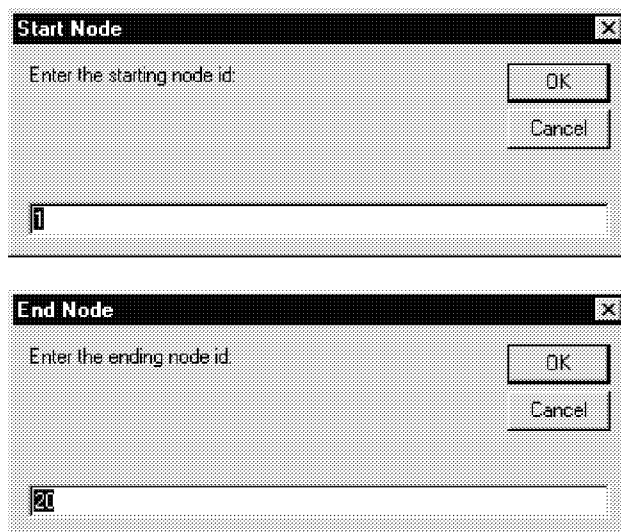 Start Node
Enter the starting node id:
OK
Cancel
1
End Node
Enter the ending node id:
OK
Cancel
20